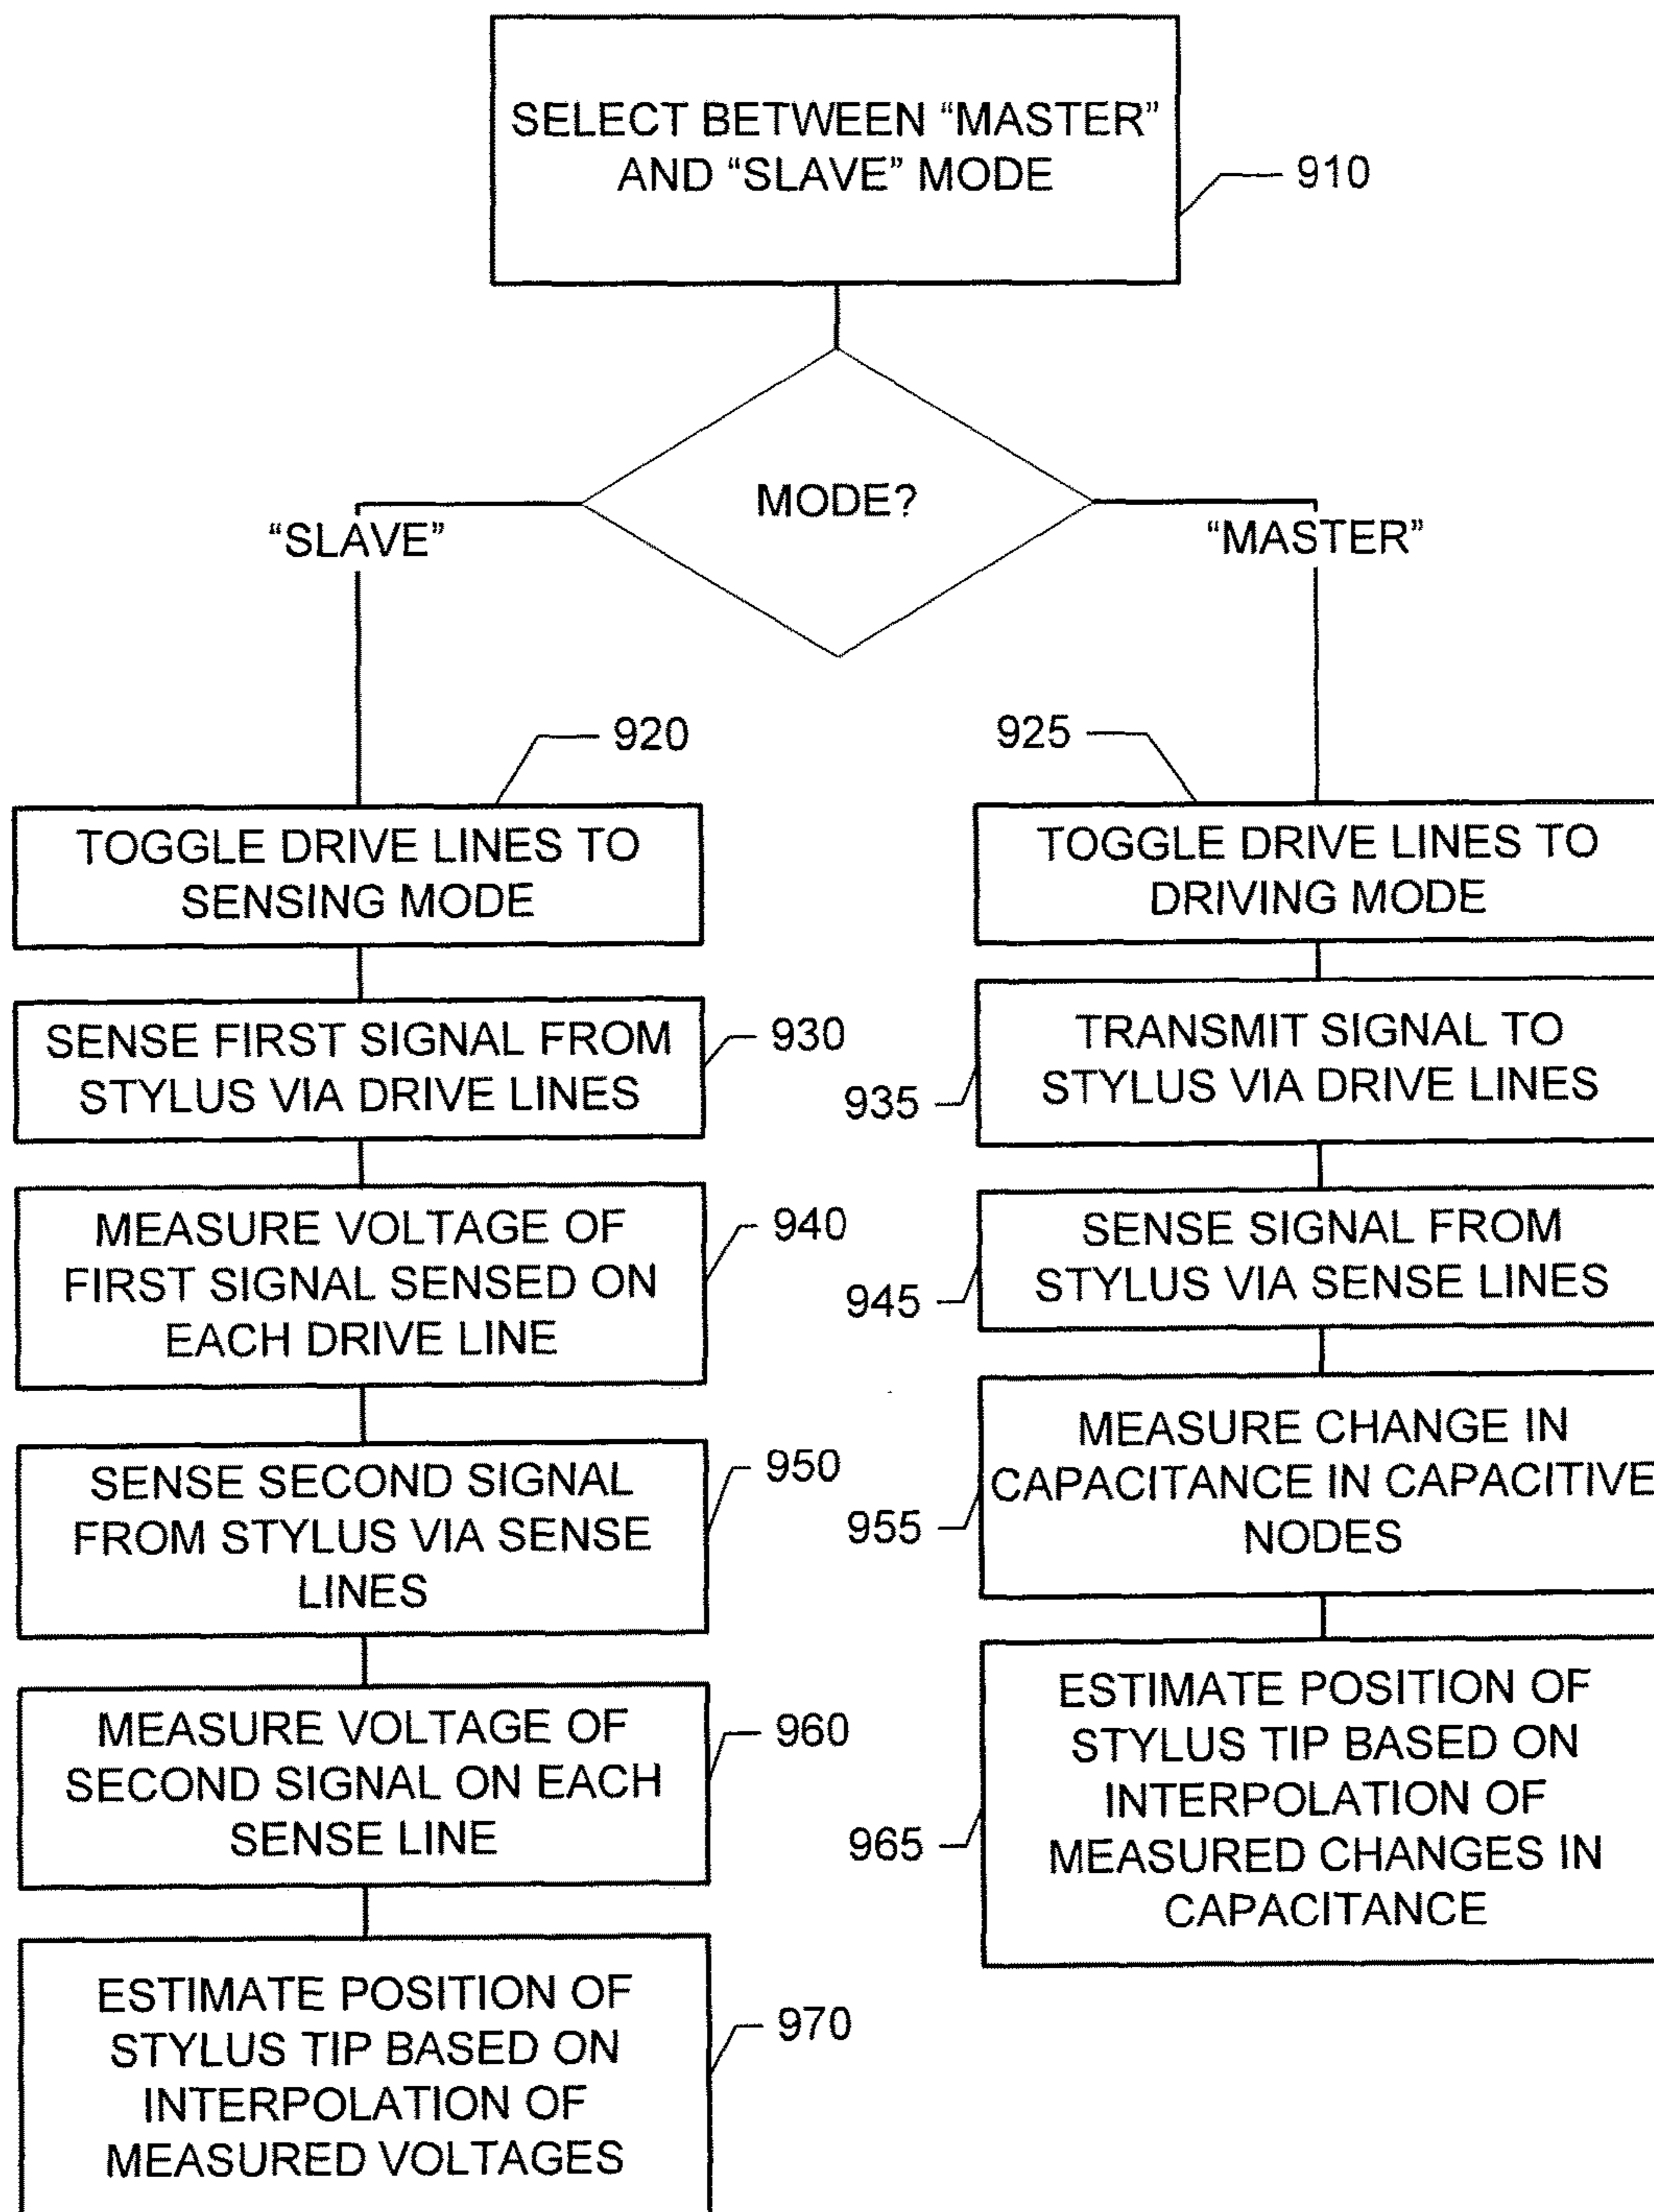 SELECT BETWEEN “MASTER”
AND “SLAVE” MODE
910
MODE?
“SLAVE”
“MASTER”
920
TOGGLE DRIVE LINES TO
SENSING MODE
SENSE FIRST SIGNAL FROM
STYLUS VIA DRIVE LINES
930
MEASURE VOLTAGE OF
FIRST SIGNAL SENSED ON
EACH DRIVE LINE
940
SENSE SECOND SIGNAL
FROM STYLUS VIA SENSE
LINES
950
MEASURE VOLTAGE OF
SECOND SIGNAL ON EACH
SENSE LINE
960
ESTIMATE POSITION OF
STYLUS TIP BASED ON
INTERPOLATION OF
MEASURED VOLTAGES
970
925
TOGGLE DRIVE LINES TO
DRIVING MODE
TRANSMIT SIGNAL TO
STYLUS VIA DRIVE LINES
935
SENSE SIGNAL FROM
STYLUS VIA SENSE LINES
945
MEASURE CHANGE IN
CAPACITANCE IN CAPACITIVE
NODES
955
ESTIMATE POSITION OF
STYLUS TIP BASED ON
INTERPOLATION OF
MEASURED CHANGES IN
CAPACITANCE
965